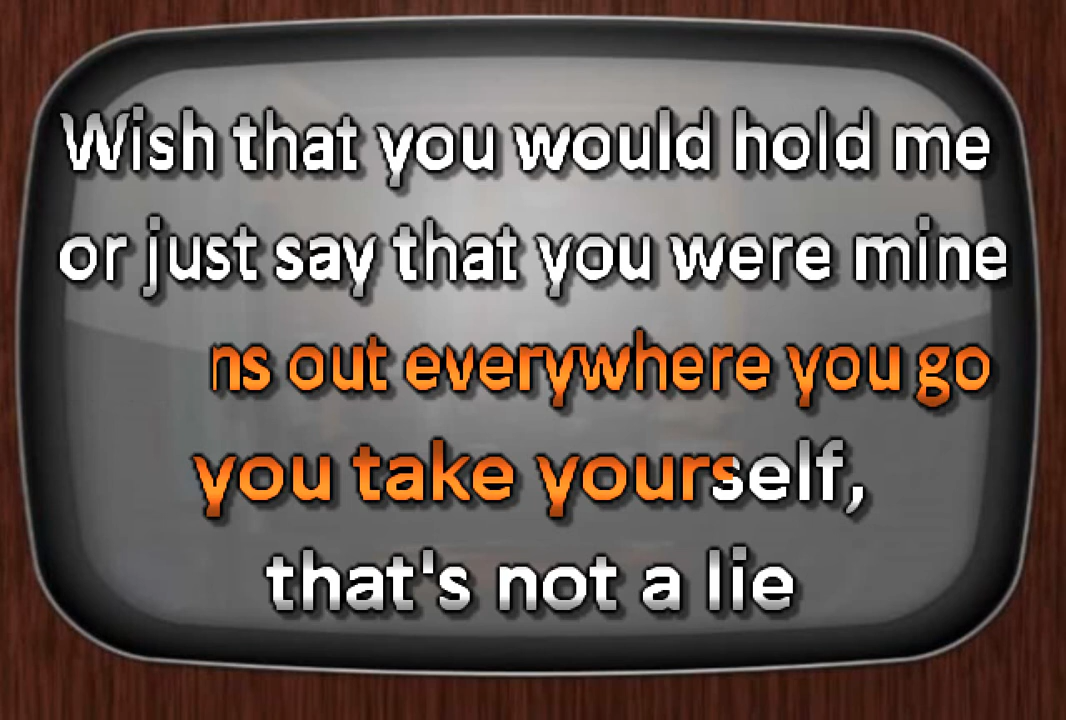 Wish that you would hold me
or just say that you were mine
ns out everywhere you go
you take yourself,
that's not a lie